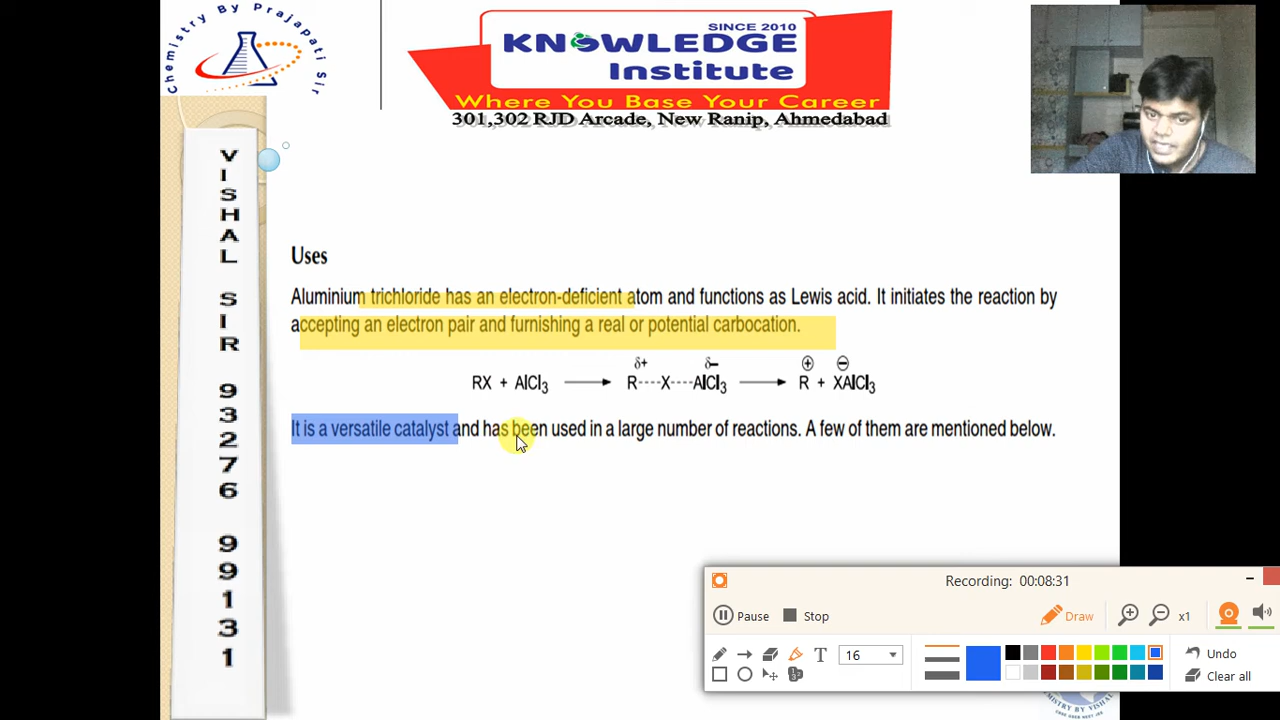 Chemistry By Prajapati Sir
SINCE 2010
KNOWLEDGE
Institute
Where You Base Your Career
301,302 RJD Arcade, New Ranip, Ahmedabad
VISHAL SIR 93276 99131
Uses
Aluminium trichloride has an electron-deficient atom and functions as Lewis acid. It initiates the reaction by
accepting an electron pair and furnishing a real or potential carbocation.
RX + AlCl₃ ⟶ R(δ+)----X----AlCl₃(δ–) ⟶ R⊕ + XAlCl₃⊖
It is a versatile catalyst and has been used in a large number of reactions. A few of them are mentioned below.
Recording: 00:08:31
Pause Stop Draw x1
T 16 Undo
Clear all